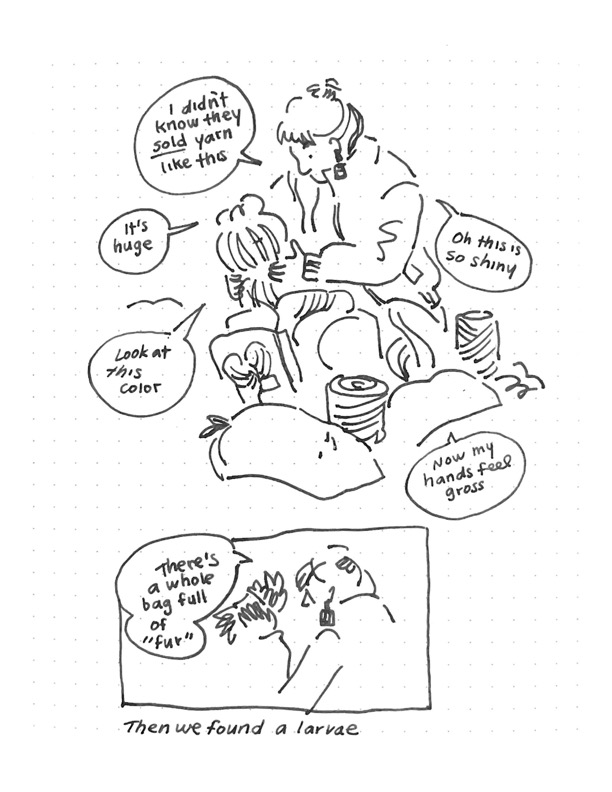 I didn't
know they
sold yarn
like this
It's
huge
Oh this is
so shiny
Look at
this
color
Now my
hands feel
gross
There's
a whole
bag full
of
"fur"
Then we found a larvae